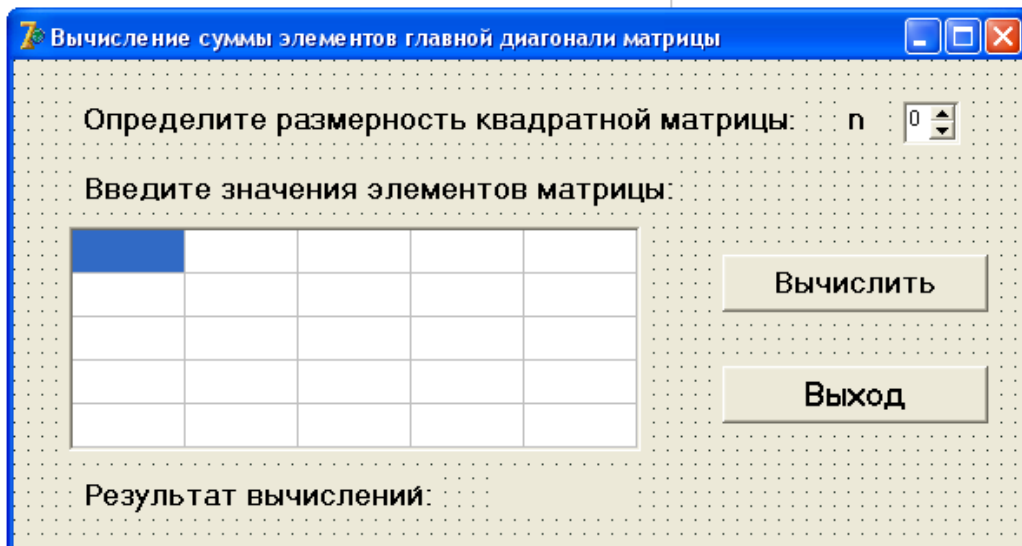 Вычисление суммы элементов главной диагонали матрицы
Определите размерность квадратной матрицы: n 0
Введите значения элементов матрицы:
Вычислить
Выход
Результат вычислений: